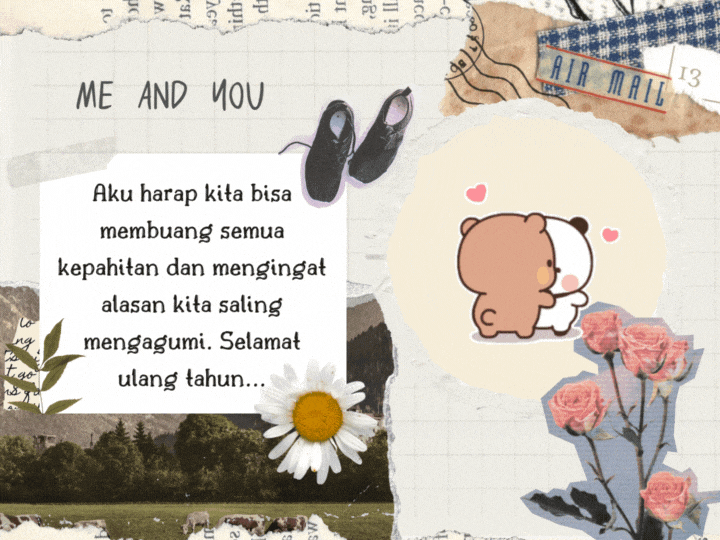 ME AND YOU
AIR MAIL
13
Aku harap kita bisa
membuang semua
kepahitan dan mengingat
alasan kita saling
mengagumi. Selamat
ulang tahun...